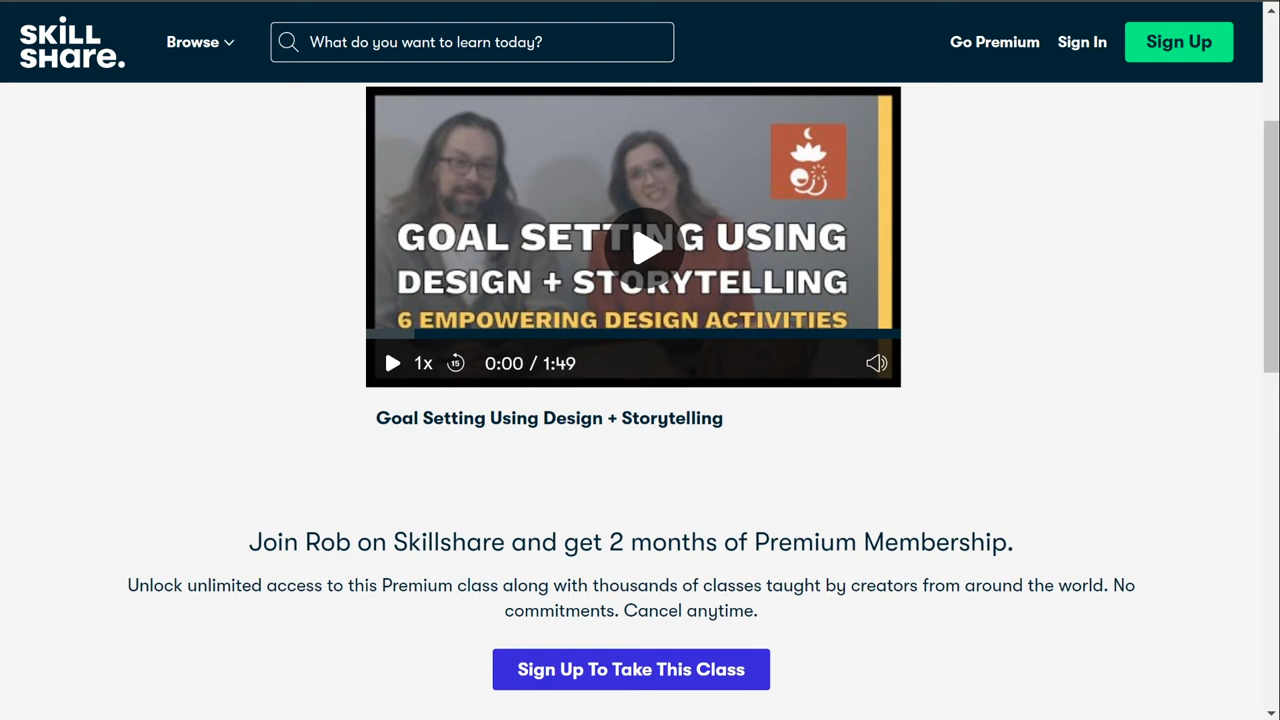 SKiLL
SHare.
Browse
What do you want to learn today?
Go Premium
Sign In
Sign Up
GOAL SETTING USING
DESIGN + STORYTELLING
6 EMPOWERING DESIGN ACTIVITIES
1x
15
0:00 / 1:49
Goal Setting Using Design + Storytelling
Join Rob on Skillshare and get 2 months of Premium Membership.
Unlock unlimited access to this Premium class along with thousands of classes taught by creators from around the world. No
commitments. Cancel anytime.
Sign Up To Take This Class